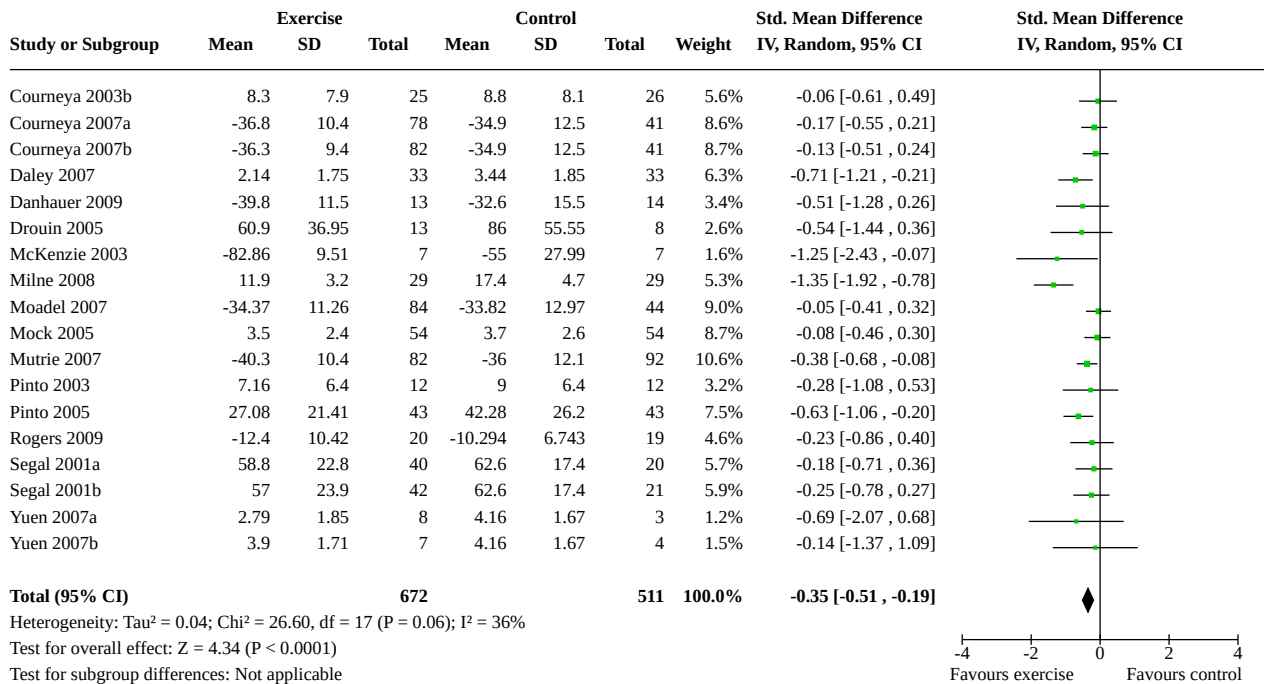 Exercise Control Std. Mean Difference Std. Mean Difference
Study or Subgroup Mean SD Total Mean SD Total Weight IV, Random, 95% CI IV, Random, 95% CI
Courneya 2003b 8.3 7.9 25 8.8 8.1 26 5.6% -0.06 [-0.61 , 0.49]
Courneya 2007a -36.8 10.4 78 -34.9 12.5 41 8.6% -0.17 [-0.55 , 0.21]
Courneya 2007b -36.3 9.4 82 -34.9 12.5 41 8.7% -0.13 [-0.51 , 0.24]
Daley 2007 2.14 1.75 33 3.44 1.85 33 6.3% -0.71 [-1.21 , -0.21]
Danhauer 2009 -39.8 11.5 13 -32.6 15.5 14 3.4% -0.51 [-1.28 , 0.26]
Drouin 2005 60.9 36.95 13 86 55.55 8 2.6% -0.54 [-1.44 , 0.36]
McKenzie 2003 -82.86 9.51 7 -55 27.99 7 1.6% -1.25 [-2.43 , -0.07]
Milne 2008 11.9 3.2 29 17.4 4.7 29 5.3% -1.35 [-1.92 , -0.78]
Moadel 2007 -34.37 11.26 84 -33.82 12.97 44 9.0% -0.05 [-0.41 , 0.32]
Mock 2005 3.5 2.4 54 3.7 2.6 54 8.7% -0.08 [-0.46 , 0.30]
Mutrie 2007 -40.3 10.4 82 -36 12.1 92 10.6% -0.38 [-0.68 , -0.08]
Pinto 2003 7.16 6.4 12 9 6.4 12 3.2% -0.28 [-1.08 , 0.53]
Pinto 2005 27.08 21.41 43 42.28 26.2 43 7.5% -0.63 [-1.06 , -0.20]
Rogers 2009 -12.4 10.42 20 -10.294 6.743 19 4.6% -0.23 [-0.86 , 0.40]
Segal 2001a 58.8 22.8 40 62.6 17.4 20 5.7% -0.18 [-0.71 , 0.36]
Segal 2001b 57 23.9 42 62.6 17.4 21 5.9% -0.25 [-0.78 , 0.27]
Yuen 2007a 2.79 1.85 8 4.16 1.67 3 1.2% -0.69 [-2.07 , 0.68]
Yuen 2007b 3.9 1.71 7 4.16 1.67 4 1.5% -0.14 [-1.37 , 1.09]
Total (95% CI) 672 511 100.0% -0.35 [-0.51 , -0.19]
Heterogeneity: Tau² = 0.04; Chi² = 26.60, df = 17 (P = 0.06); I² = 36%
Test for overall effect: Z = 4.34 (P < 0.0001)
-4 -2 0 2 4
Test for subgroup differences: Not applicable
Favours exercise Favours control